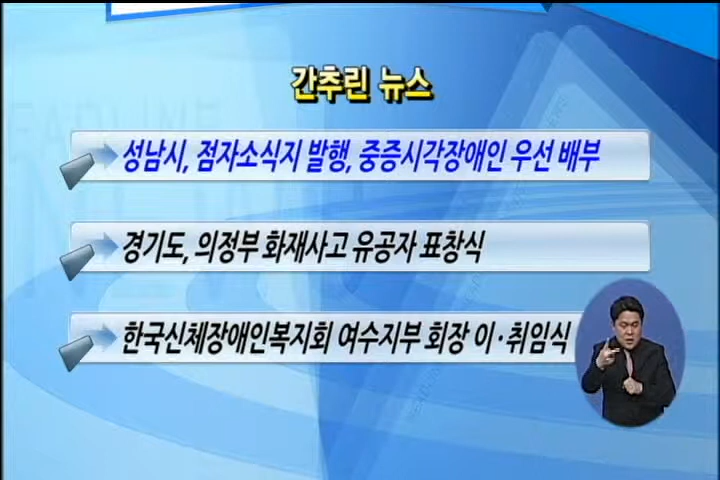 간추린 뉴스
성남시, 점자소식지 발행, 중증시각장애인 우선 배부
경기도, 의정부 화재사고 유공자 표창식
한국신체장애인복지회 여수지부 회장 이·취임식